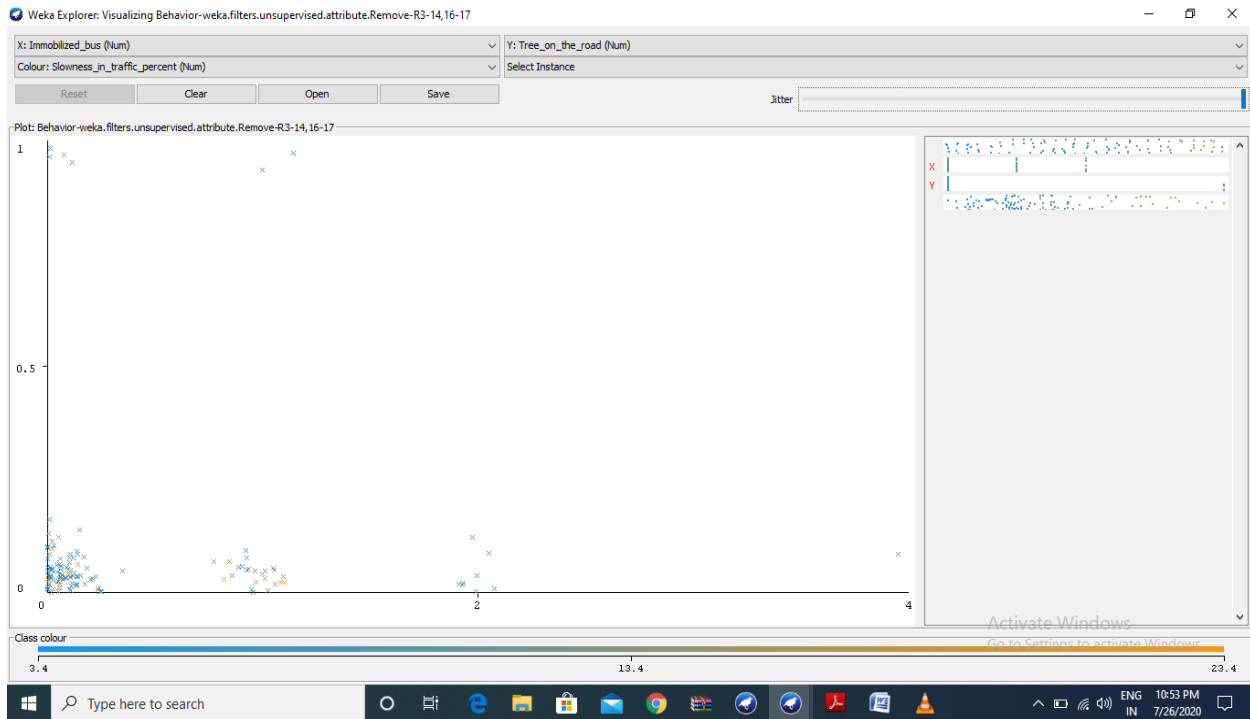 Weka Explorer: Visualizing Behavior-weka.filters.unsupervised.attribute.Remove-R3-14,16-17
X: Immobilized_bus (Num) Y: Tree_on_the_road (Num)
Colour: Slowness_in_traffic_percent (Num) Select Instance
Reset Clear Open Save Jitter
Plot: Behavior-weka.filters.unsupervised.attribute.Remove-R3-14,16-17
1
X
Y
0.5
0
0 2 4
Activate Windows
Go to Settings to activate Windows.
Class colour
3.4 13.4 23.4
Type here to search
ENG 10:53 PM
IN 7/26/2020